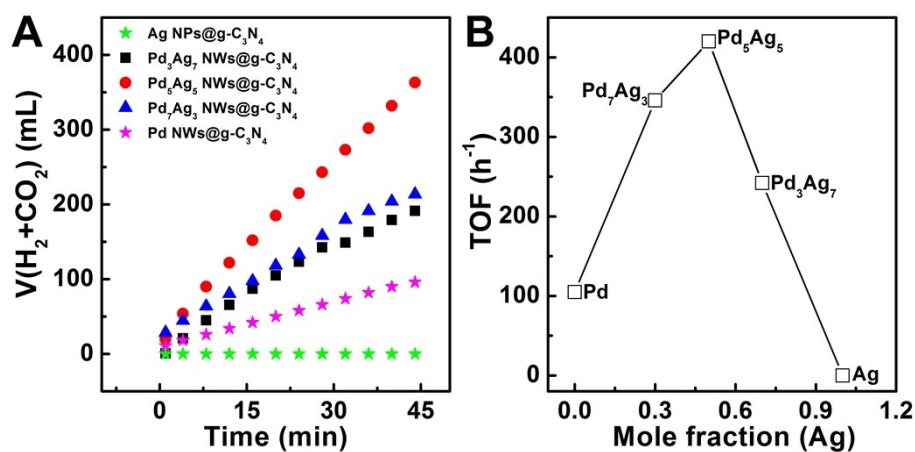 A
Ag NPs@g-C₃N₄
Pd₃Ag₇ NWs@g-C₃N₄
Pd₅Ag₅ NWs@g-C₃N₄
Pd₇Ag₃ NWs@g-C₃N₄
Pd NWs@g-C₃N₄
V(H₂+CO₂) (mL)
400
300
200
100
0
0 15 30 45
Time (min)
B
TOF (h⁻¹)
400
300
200
100
0
Pd₅Ag₅
Pd₇Ag₃
Pd₃Ag₇
Pd
Ag
0.0 0.3 0.6 0.9 1.2
Mole fraction (Ag)